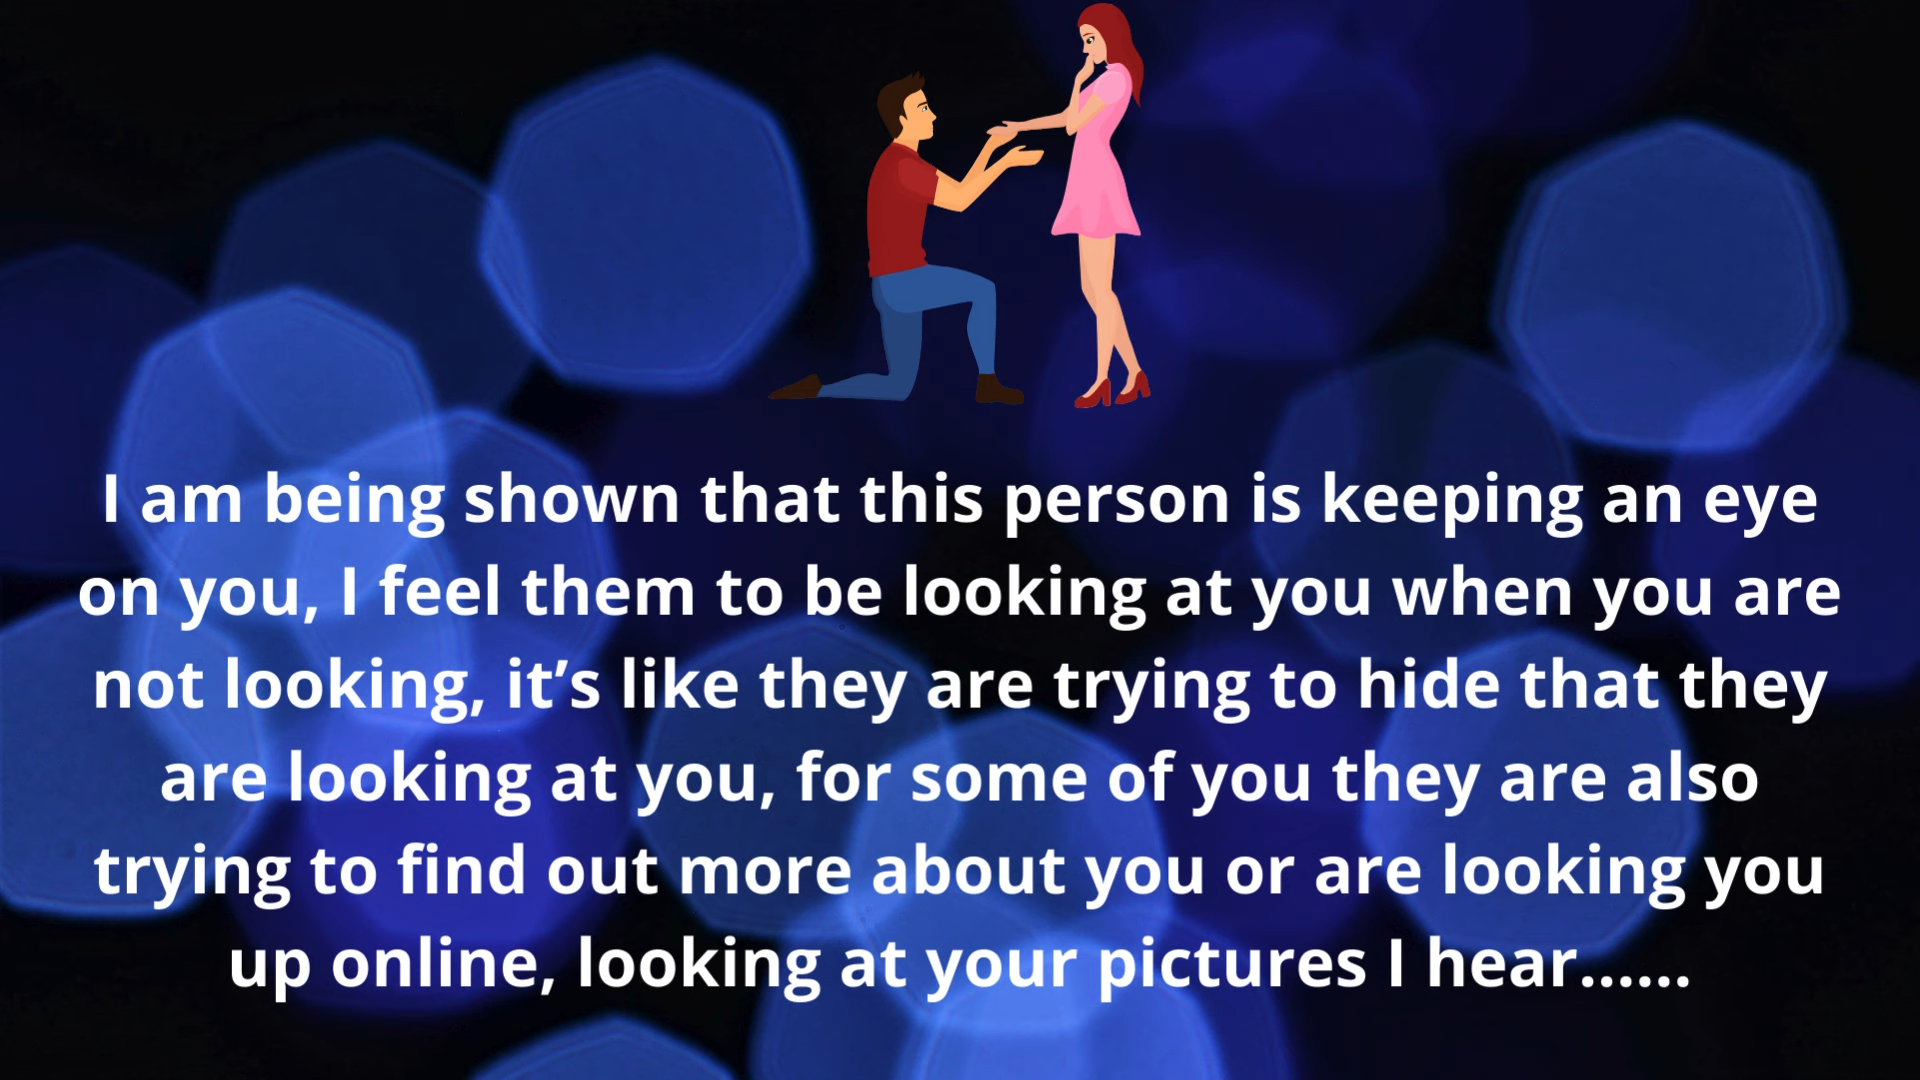 I am being shown that this person is keeping an eye
on you, I feel them to be looking at you when you are
not looking, it’s like they are trying to hide that they
are looking at you, for some of you they are also
trying to find out more about you or are looking you
up online, looking at your pictures I hear......